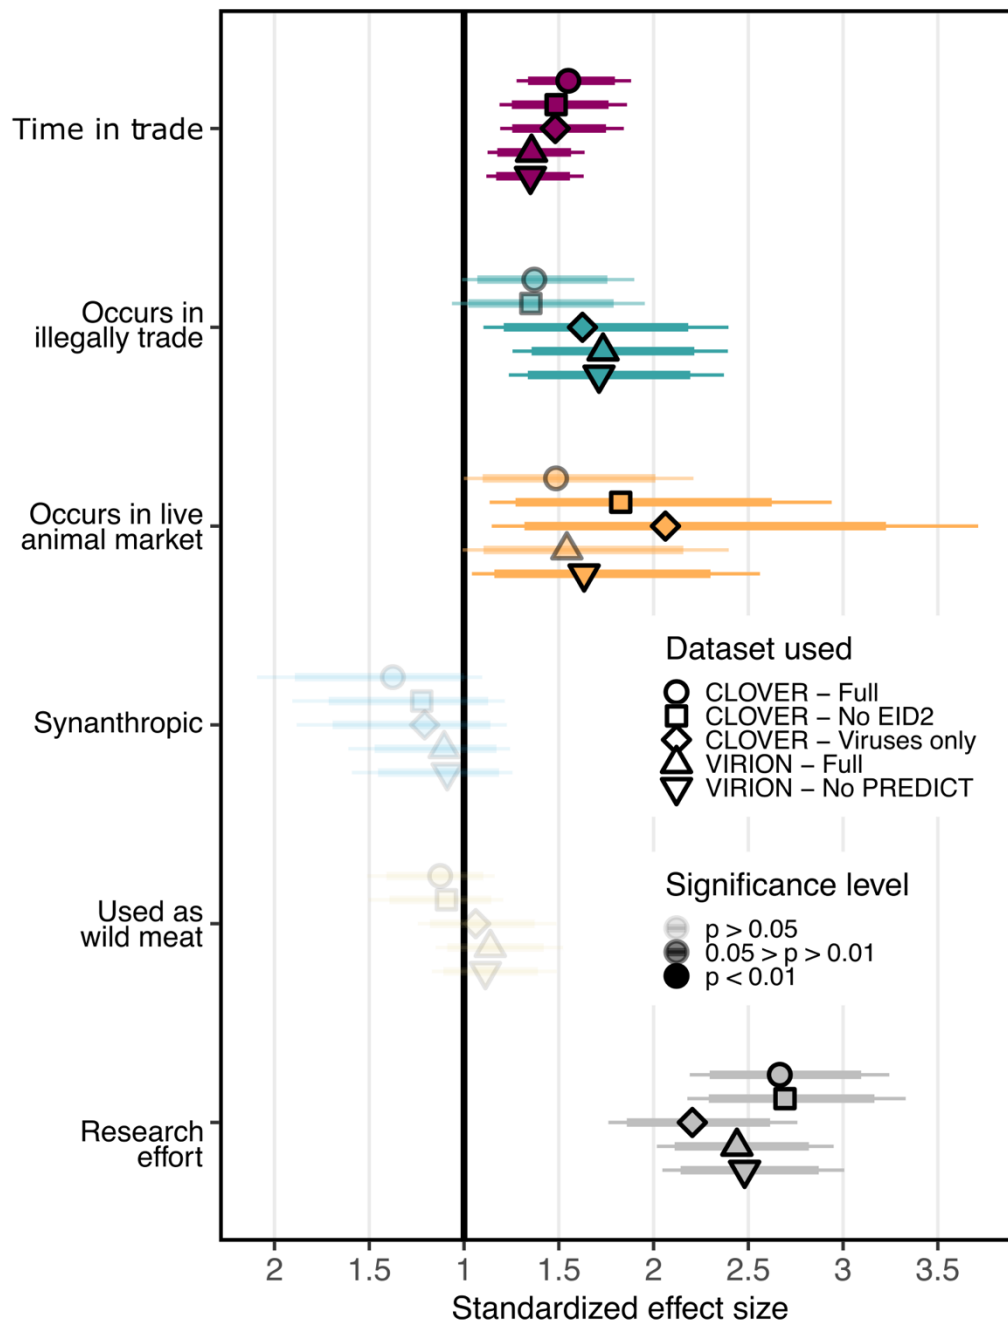 Time in trade
Occurs in
illegally trade
Occurs in live
animal market
Synanthropic
Used as
wild meat
Research
effort
Dataset used
CLOVER – Full
CLOVER – No EID2
CLOVER – Viruses only
VIRION – Full
VIRION – No PREDICT
Significance level
p > 0.05
0.05 > p > 0.01
p < 0.01
2 1.5 1 1.5 2 2.5 3 3.5
Standardized effect size